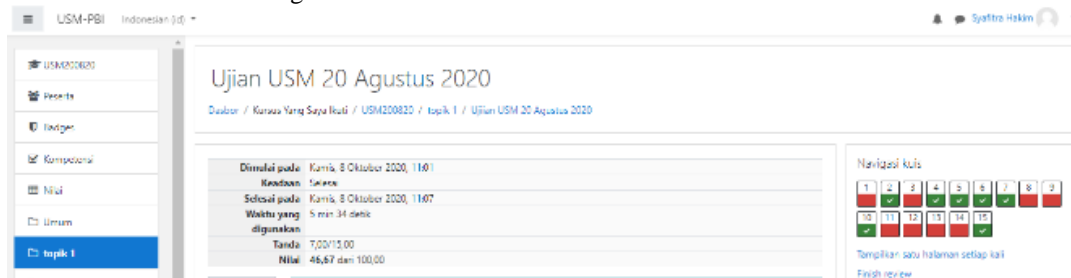 USM-PBI Indonesian (id)
Syafitra Hakim
USM200820
Peserta
Badges
Kompetensi
Nilai
Umum
topik 1
Ujian USM 20 Agustus 2020
Dasbor / Kursus Yang Saya Ikuti / USM200820 / topik 1 / Ujian USM 20 Agustus 2020
Dimulai pada Kamis, 8 Oktober 2020, 11:01
Keadaan Selesai
Selesai pada Kamis, 8 Oktober 2020, 11:07
Waktu yang digunakan 5 min 34 detik
Tanda 7,00/15,00
Nilai 46,67 dari 100,00
Navigasi kuis
1 2 3 4 5 6 7 8 9
10 11 12 13 14 15
Tampilkan satu halaman setiap kali
Finish review